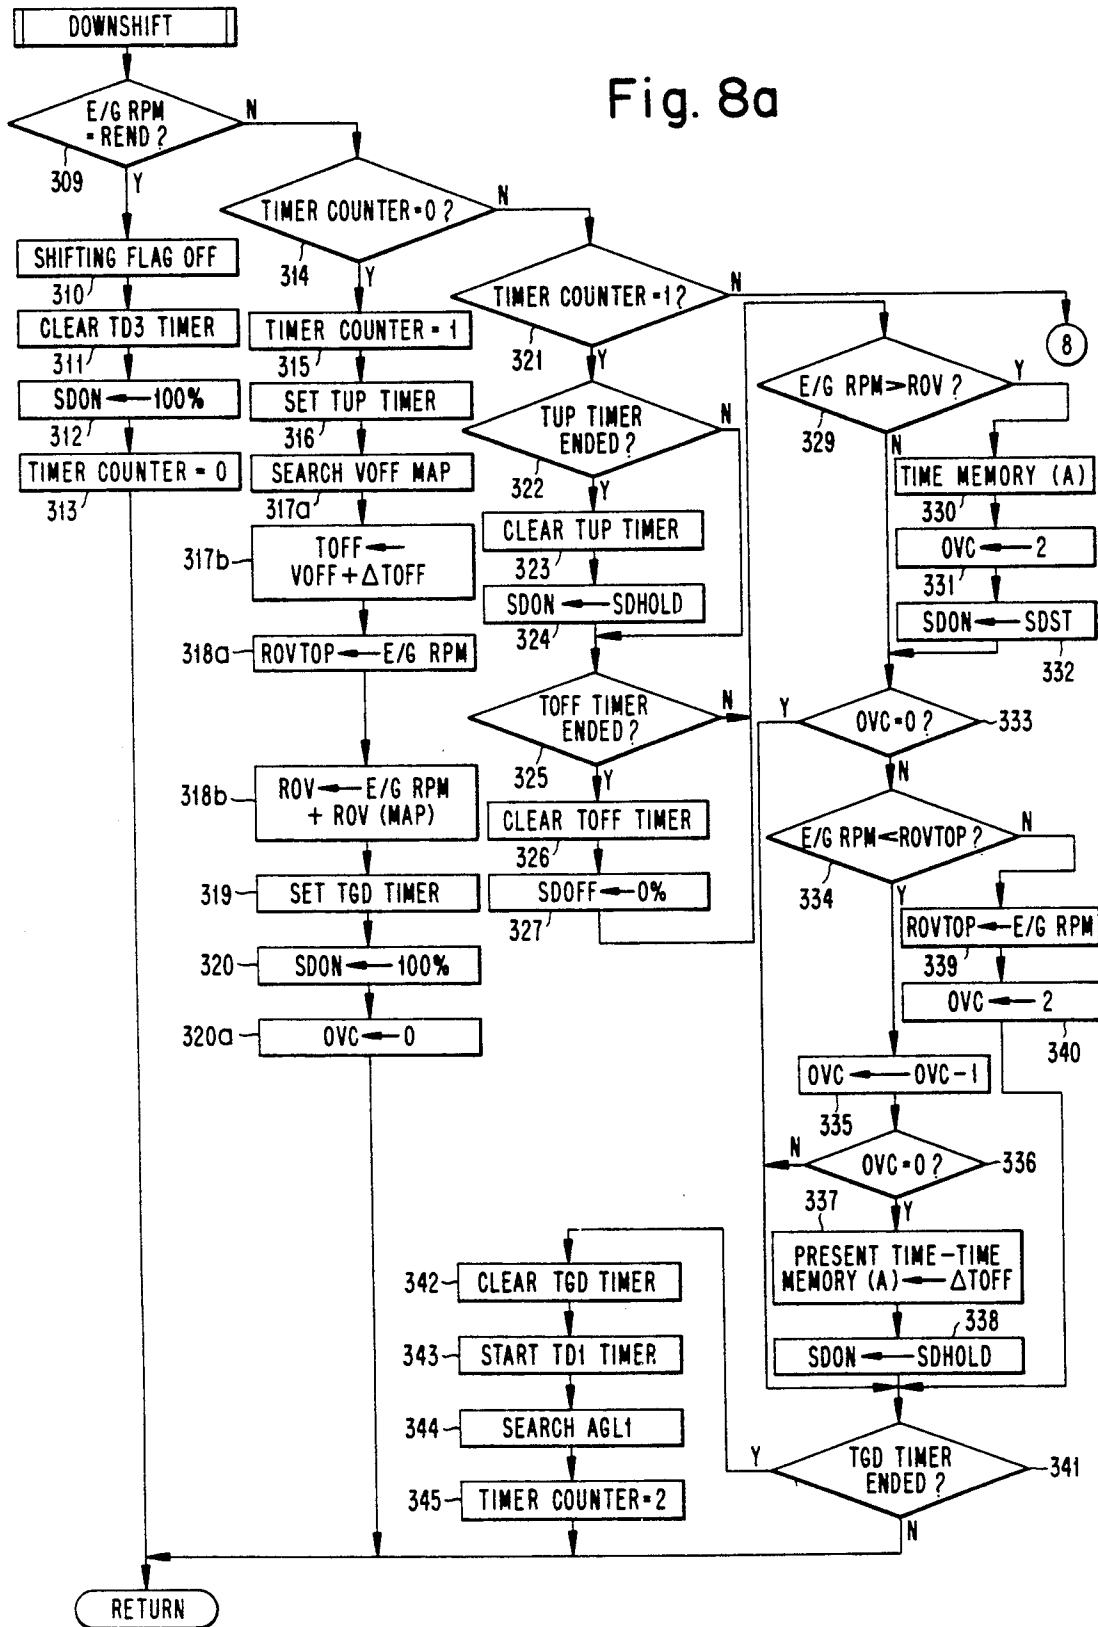 DOWNSHIFT
Fig. 8a
E/G RPM
=REND?
N
309
Y
SHIFTING FLAG OFF
310
CLEAR TD3 TIMER
311
SDON ← 100%
312
TIMER COUNTER = 0
313
TIMER COUNTER=0?
N
314
Y
TIMER COUNTER = 1
315
SET TUP TIMER
316
SEARCH VOFF MAP
317a
317b
TOFF ←
VOFF + ΔTOFF
318a
ROVTOP ← E/G RPM
318b
ROV ← E/G RPM
+ ROV (MAP)
319
SET TGD TIMER
320
SDON ← 100%
320a
OVC ← 0
TIMER COUNTER=1?
N
321
Y
8
TUP TIMER
ENDED?
N
322
Y
CLEAR TUP TIMER
323
SDON ← SDHOLD
324
TOFF TIMER
ENDED?
N
325
Y
CLEAR TOFF TIMER
326
SDOFF ← 0%
327
E/G RPM>ROV?
Y
329
N
TIME MEMORY (A)
330
OVC ← 2
331
SDON ← SDST
332
Y
OVC=0?
333
N
E/G RPM<ROVTOP?
N
334
Y
ROVTOP ← E/G RPM
339
OVC ← 2
340
OVC ← OVC-1
335
N
OVC=0?
336
337
Y
PRESENT TIME-TIME
MEMORY (A) ← ΔTOFF
338
SDON ← SDHOLD
Y
TGD TIMER
ENDED?
341
N
342
CLEAR TGD TIMER
343
START TD1 TIMER
344
SEARCH AGL1
345
TIMER COUNTER=2
RETURN